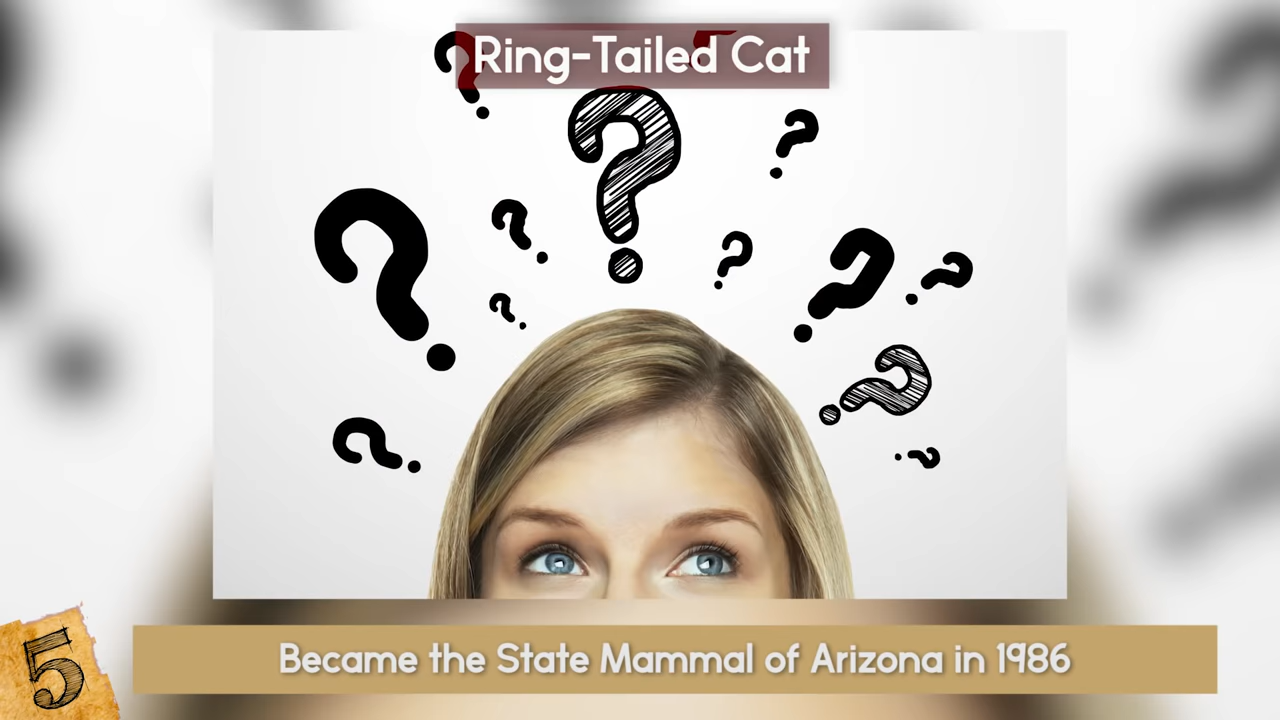 Ring-Tailed Cat
? ? ? ? ? ? ? ? ? ? ? ?
5
Became the State Mammal of Arizona in 1986